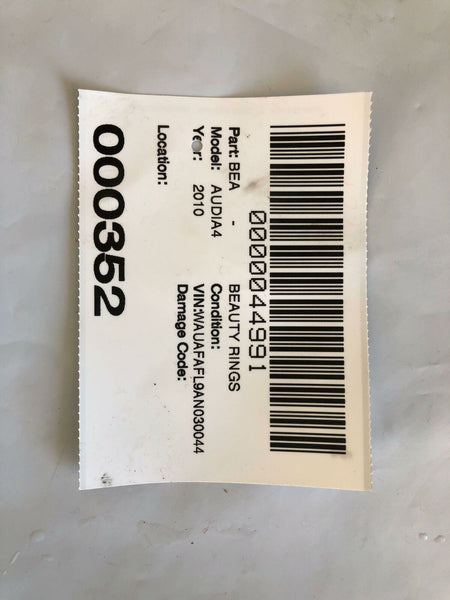 0000044991
Part: BEA - BEAUTY RINGS
Model: AUDIA4 Condition:
Year: 2010 VIN:WAUAFAFL9AN030044
Damage Code:
Location:
000352